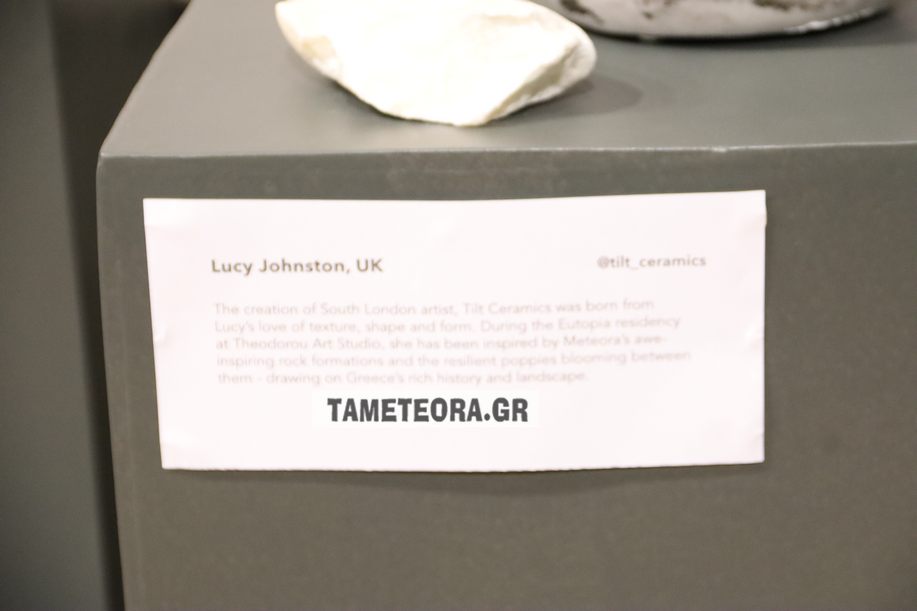 Lucy Johnston, UK
@tilt_ceramics
The creation of South London artist, Tilt Ceramics was born from
Lucy's love of texture, shape and form. During the Eutopia residency
at Theodorou Art Studio, she has been inspired by Meteora's awe-
inspiring rock formations and the resilient poppies blooming between
them - drawing on Greece's rich history and landscape.
TAMETEORA.GR